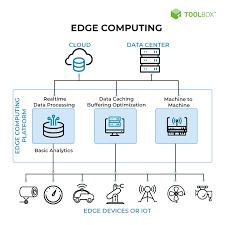 TOOLBOX
EDGE COMPUTING
CLOUD
DATA CENTER
EDGE COMPUTING
PLATFORM
Realtime
Data Processing
Data Caching
Buffering Optimization
Machine to
Machine
Basic Analytics
EDGE DEVICES OR IOT